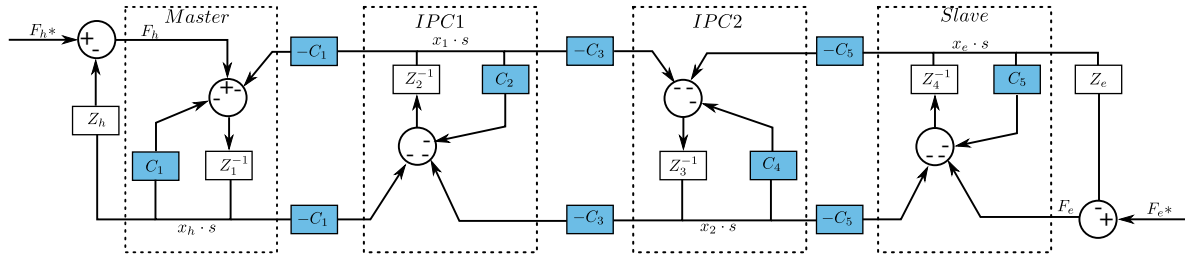 Master
IPC1
IPC2
Slave
F_h*
+
-
F_h
-C_1
x_1 · s
-C_3
-C_5
x_e · s
+
-
-
Z_2^{-1}
C_2
- -
Z_4^{-1}
C_5
Z_e
-
Z_h
-
- -
-
- -
C_1
Z_1^{-1}
Z_3^{-1}
C_4
-C_1
-C_3
-C_5
x_h · s
x_2 · s
F_e
-
+
F_e*